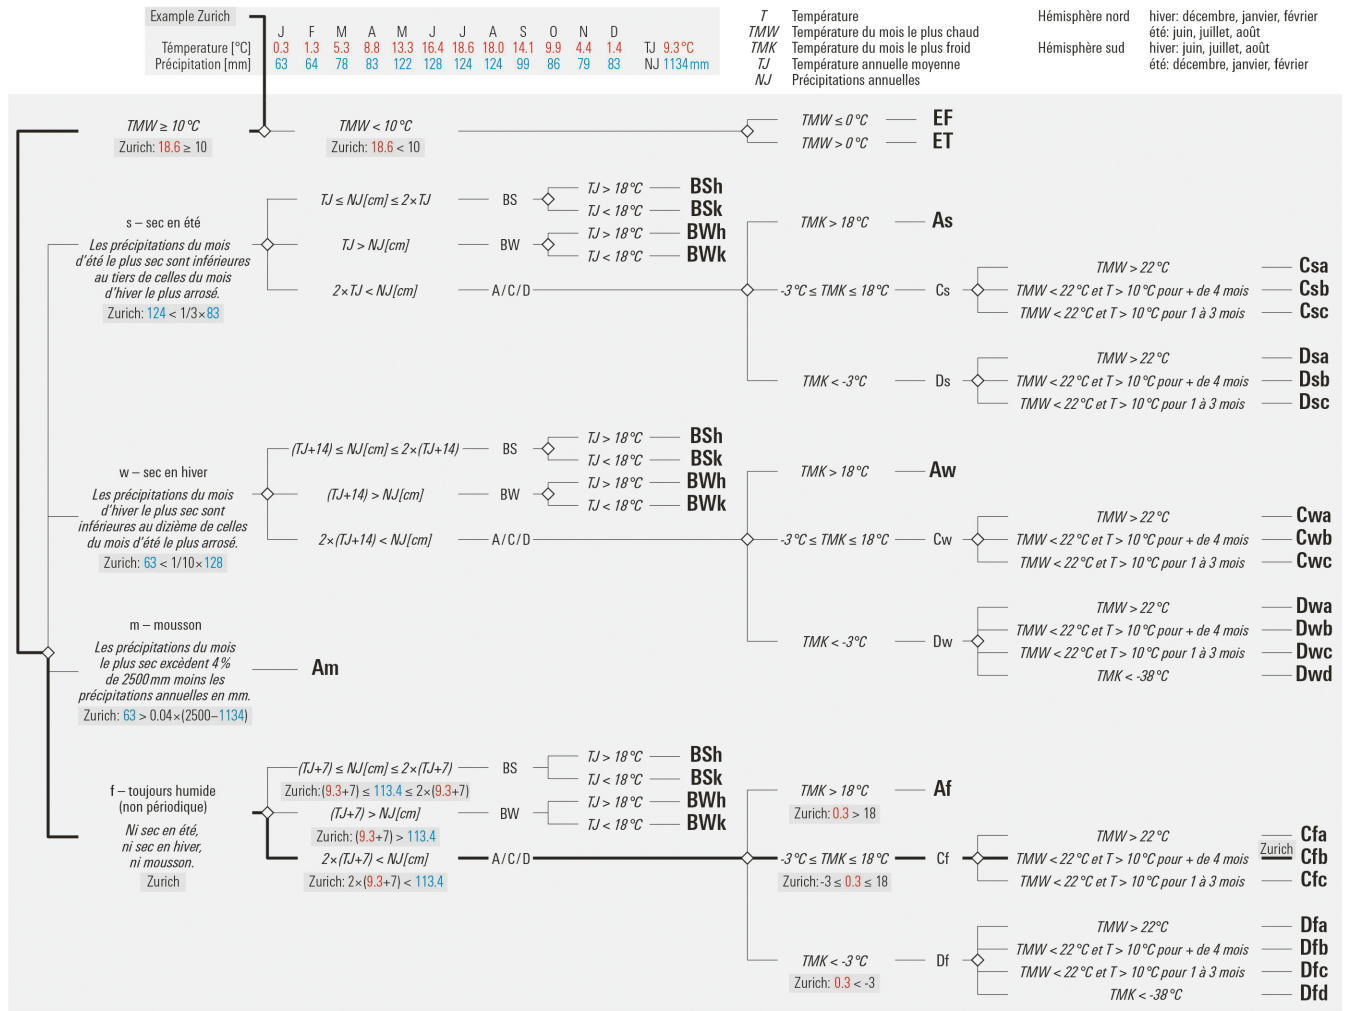 Example Zurich
J F M A M J J A S O N D
Témperature [°C] 0.3 1.3 5.3 8.8 13.3 16.4 18.6 18.0 14.1 9.9 4.4 1.4 TJ 9.3°C
Précipitation [mm] 63 64 78 83 122 128 124 124 99 86 79 83 NJ 1134mm
T Température
TMW Température du mois le plus chaud
TMK Température du mois le plus froid
TJ Température annuelle moyenne
NJ Précipitations annuelles
Hémisphère nord hiver: décembre, janvier, février
été: juin, juillet, août
Hémisphère sud hiver: juin, juillet, août
été: décembre, janvier, février
TMW ≥ 10°C
Zurich: 18.6 ≥ 10
TMW < 10°C
Zurich: 18.6 < 10
TMW ≤ 0°C EF
TMW > 0°C ET
s – sec en été
Les précipitations du mois
d'été le plus sec sont inférieures
au tiers de celles du mois
d'hiver le plus arrosé.
Zurich: 124 < 1/3×83
TJ ≤ NJ[cm] ≤ 2×TJ BS
TJ > 18°C BSh
TJ < 18°C BSk
TJ > NJ[cm] BW
TJ > 18°C BWh
TJ < 18°C BWk
2×TJ < NJ[cm] A/C/D
TMK > 18°C As
-3°C ≤ TMK ≤ 18°C Cs
TMW > 22°C Csa
TMW < 22°C et T > 10°C pour + de 4 mois Csb
TMW < 22°C et T > 10°C pour 1 à 3 mois Csc
TMK < -3°C Ds
TMW > 22°C Dsa
TMW < 22°C et T > 10°C pour + de 4 mois Dsb
TMW < 22°C et T > 10°C pour 1 à 3 mois Dsc
w – sec en hiver
Les précipitations du mois
d'hiver le plus sec sont
inférieures au dizième de celles
du mois d'été le plus arrosé.
Zurich: 63 < 1/10×128
(TJ+14) ≤ NJ[cm] ≤ 2×(TJ+14) BS
TJ > 18°C BSh
TJ < 18°C BSk
(TJ+14) > NJ[cm] BW
TJ > 18°C BWh
TJ < 18°C BWk
2×(TJ+14) < NJ[cm] A/C/D
TMK > 18°C Aw
-3°C ≤ TMK ≤ 18°C Cw
TMW > 22°C Cwa
TMW < 22°C et T > 10°C pour + de 4 mois Cwb
TMW < 22°C et T > 10°C pour 1 à 3 mois Cwc
TMK < -3°C Dw
TMW > 22°C Dwa
TMW < 22°C et T > 10°C pour + de 4 mois Dwb
TMW < 22°C et T > 10°C pour 1 à 3 mois Dwc
TMK < -38°C Dwd
m – mousson
Les précipitations du mois
le plus sec excèdent 4%
de 2500mm moins les
précipitations annuelles en mm.
Zurich: 63 > 0.04×(2500–1134)
Am
f – toujours humide
(non périodique)
Ni sec en été,
ni sec en hiver,
ni mousson.
Zurich
(TJ+7) ≤ NJ[cm] ≤ 2×(TJ+7) BS
Zurich:(9.3+7) ≤ 113.4 ≤ 2×(9.3+7)
TJ > 18°C BSh
TJ < 18°C BSk
(TJ+7) > NJ[cm] BW
Zurich: (9.3+7) > 113.4
TJ > 18°C BWh
TJ < 18°C BWk
2×(TJ+7) < NJ[cm] A/C/D
Zurich: 2×(9.3+7) < 113.4
TMK > 18°C Af
Zurich: 0.3 > 18
-3°C ≤ TMK ≤ 18°C Cf
Zurich: -3 ≤ 0.3 ≤ 18
TMW > 22°C Cfa
Zurich
TMW < 22°C et T > 10°C pour + de 4 mois Cfb
TMW < 22°C et T > 10°C pour 1 à 3 mois Cfc
TMK < -3°C Df
Zurich: 0.3 < -3
TMW > 22°C Dfa
TMW < 22°C et T > 10°C pour + de 4 mois Dfb
TMW < 22°C et T > 10°C pour 1 à 3 mois Dfc
TMK < -38°C Dfd